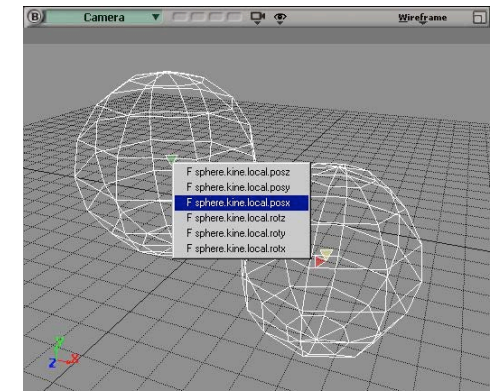 B Camera Wireframe
F sphere.kine.local.posz
F sphere.kine.local.posy
F sphere.kine.local.posx
F sphere.kine.local.rotz
F sphere.kine.local.roty
F sphere.kine.local.rotx
Y
Z X